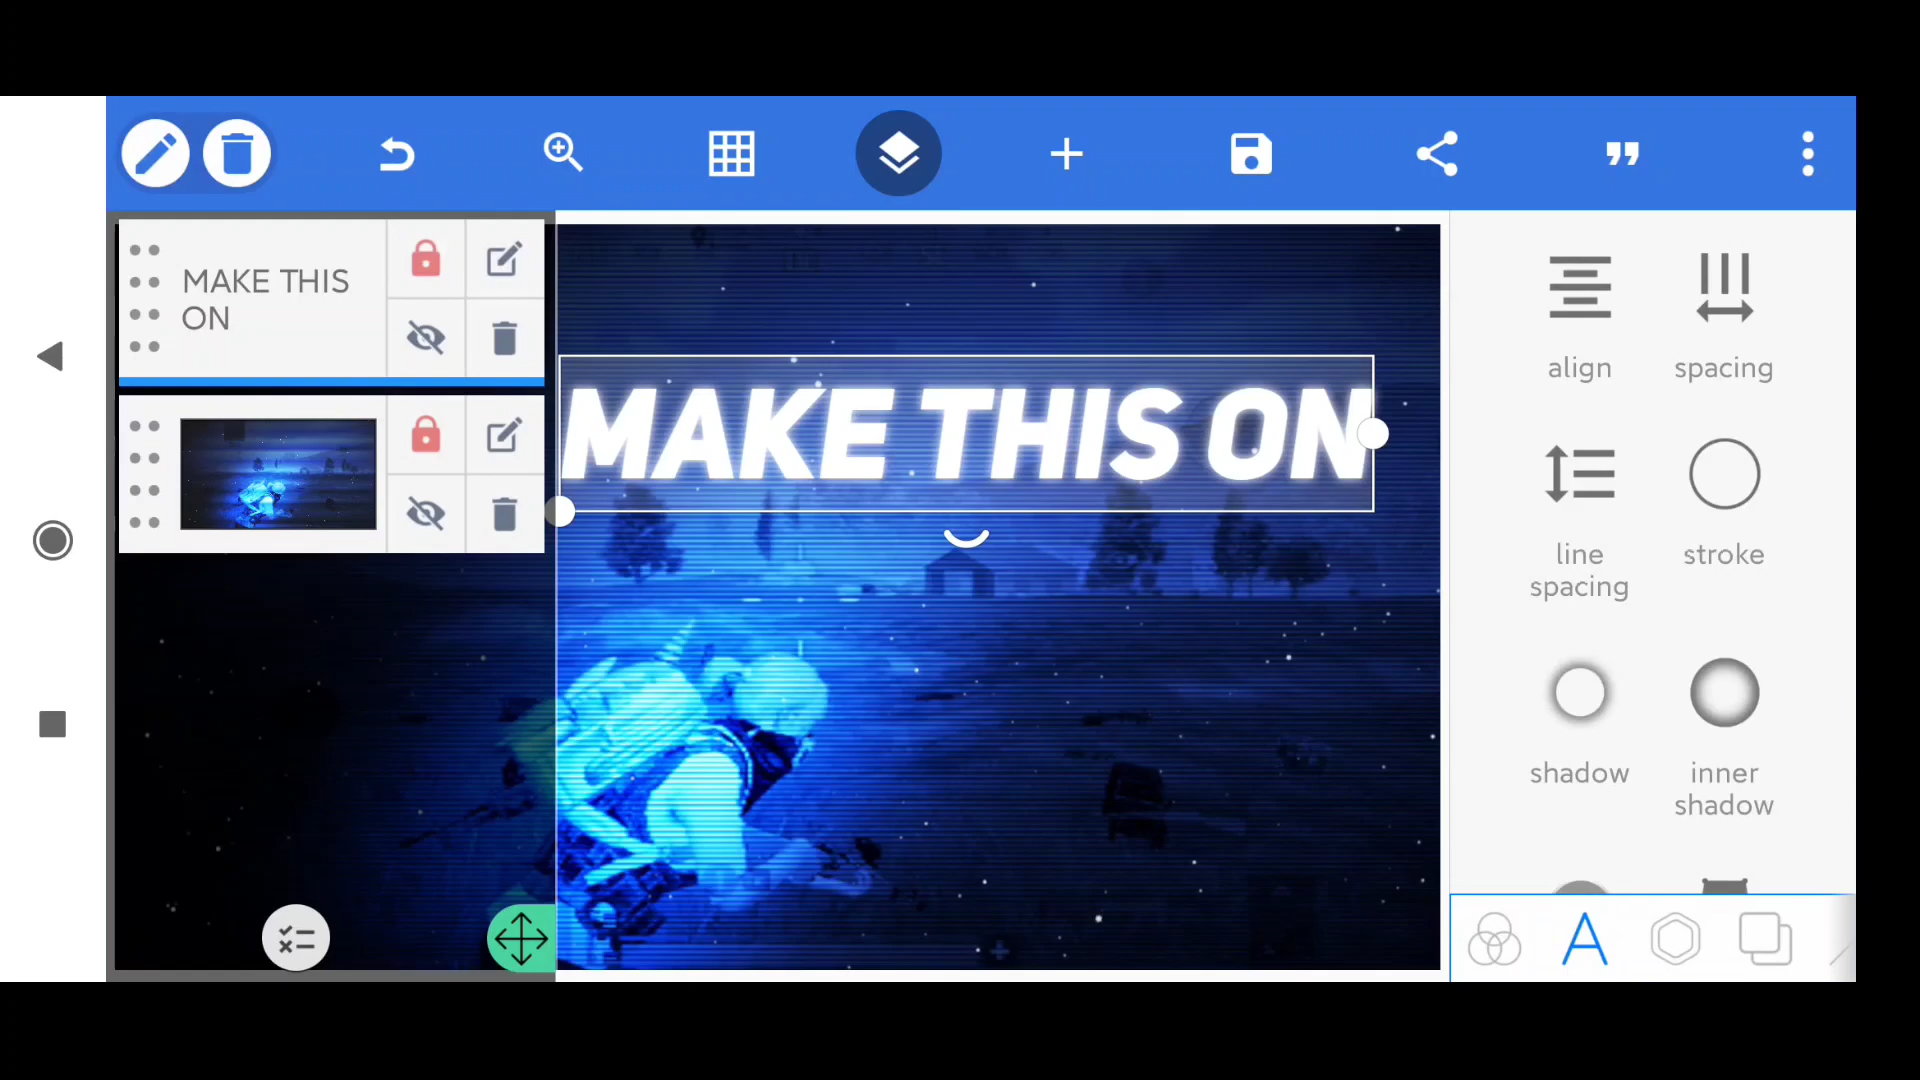 MAKE THIS
ON
MAKE THIS ON
align
spacing
line
spacing
stroke
shadow
inner
shadow